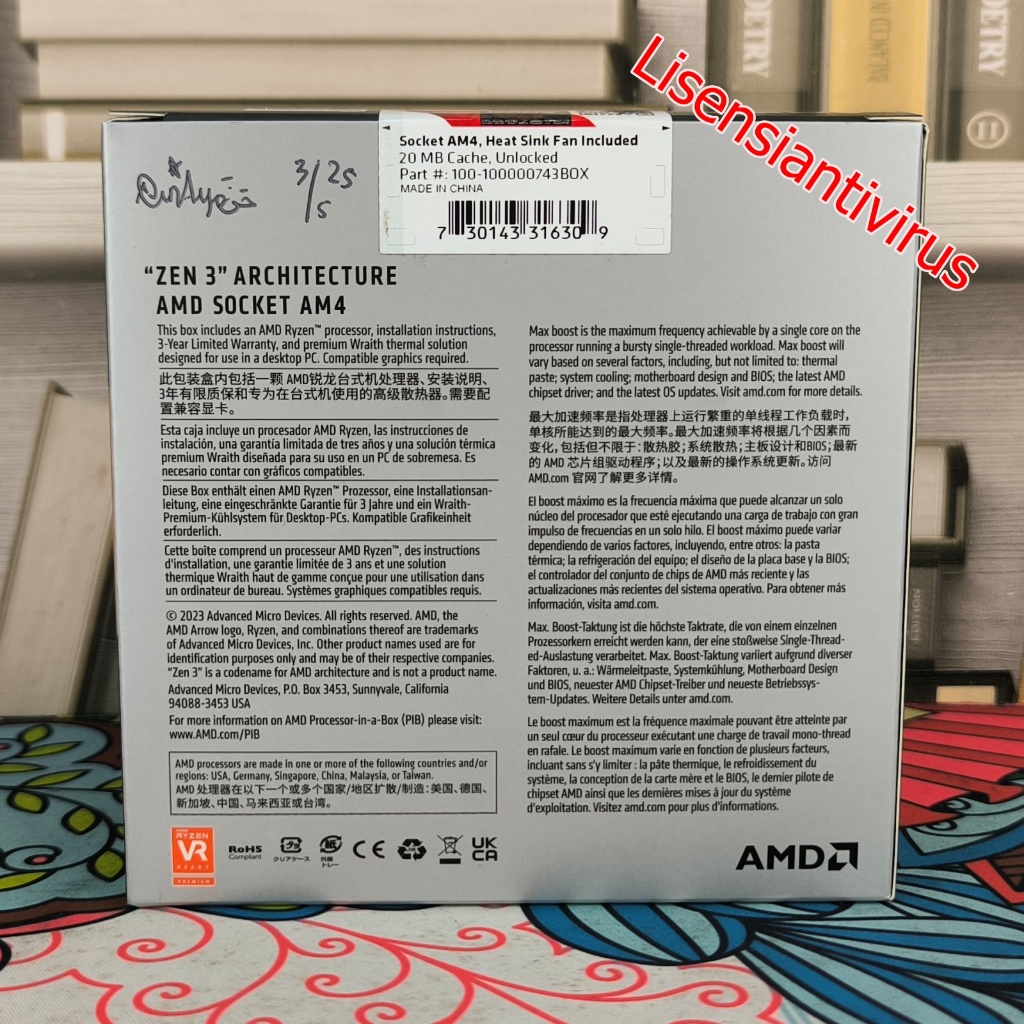 DETRY
BALANCED IN
DETRY
11
Lisensiantivirus
Socket AM4, Heat Sink Fan Included
20 MB Cache, Unlocked
Part #: 100-100000743BOX
MADE IN CHINA
7 30143 31630 9
3/25
5
“ZEN 3” ARCHITECTURE
AMD SOCKET AM4
This box includes an AMD Ryzen™ processor, installation instructions,
3-Year Limited Warranty, and premium Wraith thermal solution
designed for use in a desktop PC. Compatible graphics required.
此包装盒内包括一颗 AMD锐龙台式机处理器、安装说明、
3年有限质保和专为在台式机使用的高级散热器。需要配
置兼容显卡。
Esta caja incluye un procesador AMD Ryzen, las instrucciones de
instalación, una garantía limitada de tres años y una solución térmica
premium Wraith diseñada para su uso en un PC de sobremesa. Es
necesario contar con gráficos compatibles.
Diese Box enthält einen AMD Ryzen™ Prozessor, eine Installationsan-
leitung, eine eingeschränkte Garantie für 3 Jahre und ein Wraith-
Premium-Kühlsystem für Desktop-PCs. Kompatible Grafikeinheit
erforderlich.
Cette boîte comprend un processeur AMD Ryzen™, des instructions
d'installation, une garantie limitée de 3 ans et une solution
thermique Wraith haut de gamme conçue pour une utilisation dans
un ordinateur de bureau. Systèmes graphiques compatibles requis.
© 2023 Advanced Micro Devices. All rights reserved. AMD, the
AMD Arrow logo, Ryzen, and combinations thereof are trademarks
of Advanced Micro Devices, Inc. Other product names used are for
identification purposes only and may be of their respective companies.
“Zen 3” is a codename for AMD architecture and is not a product name.
Advanced Micro Devices, P.O. Box 3453, Sunnyvale, California
94088-3453 USA
For more information on AMD Processor-in-a-Box (PIB) please visit:
www.AMD.com/PIB
AMD processors are made in one or more of the following countries and/or
regions: USA, Germany, Singapore, China, Malaysia, or Taiwan.
AMD 处理器在以下一个或多个国家/地区扩散/制造：美国、德国、
新加坡、中国、马来西亚或台湾。
Max boost is the maximum frequency achievable by a single core on the
processor running a bursty single-threaded workload. Max boost will
vary based on several factors, including, but not limited to: thermal
paste; system cooling; motherboard design and BIOS; the latest AMD
chipset driver; and the latest OS updates. Visit amd.com for more details.
最大加速频率是指处理器上运行繁重的单线程工作负载时，
单核所能达到的最大频率。最大加速频率将根据几个因素而
变化，包括但不限于：散热胶；系统散热；主板设计和BIOS；最新
的 AMD 芯片组驱动程序；以及最新的操作系统更新。访问
AMD.com 官网了解更多详情。
El boost máximo es la frecuencia máxima que puede alcanzar un solo
núcleo del procesador que esté ejecutando una carga de trabajo con gran
impulso de frecuencias en un solo hilo. El boost máximo puede variar
dependiendo de varios factores, incluyendo, entre otros: la pasta
térmica; la refrigeración del equipo; el diseño de la placa base y la BIOS;
el controlador del conjunto de chips de AMD más reciente y las
actualizaciones más recientes del sistema operativo. Para obtener más
información, visita amd.com.
Max. Boost-Taktung ist die höchste Taktrate, die von einem einzelnen
Prozessorkern erreicht werden kann, der eine stoßweise Single-Thread-
ed-Auslastung verarbeitet. Max. Boost-Taktung variiert aufgrund diverser
Faktoren, u. a.: Wärmeleitpaste, Systemkühlung, Motherboard Design
und BIOS, neuester AMD Chipset-Treiber und neueste Betriebssys-
tem-Updates. Weitere Details unter amd.com.
Le boost maximum est la fréquence maximale pouvant être atteinte par
un seul cœur du processeur exécutant une charge de travail mono-thread
en rafale. Le boost maximum varie en fonction de plusieurs facteurs,
incluant sans s'y limiter : la pâte thermique, le refroidissement du
système, la conception de la carte mère et le BIOS, le dernier pilote de
chipset AMD ainsi que les dernières mises à jour du système
d'exploitation. Visitez amd.com pour plus d'informations.
RYZEN
VR
READY
PREMIUM
RoHS
Compliant
クリアケース
外箱
トレー
CE
UK
CA
AMD